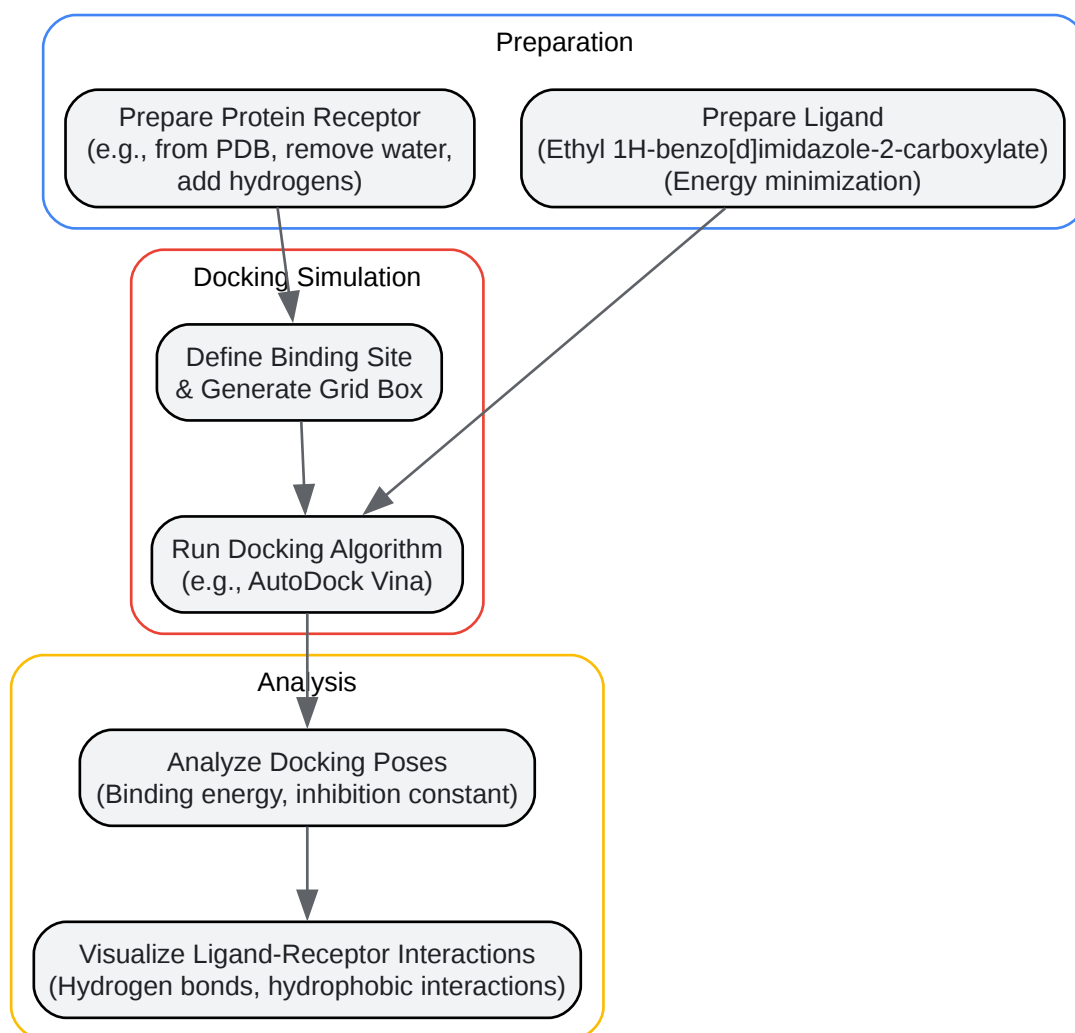 Preparation
Prepare Protein Receptor
(e.g., from PDB, remove water,
add hydrogens)
Prepare Ligand
(Ethyl 1H-benzo[d]imidazole-2-carboxylate)
(Energy minimization)
Docking Simulation
Define Binding Site
& Generate Grid Box
Run Docking Algorithm
(e.g., AutoDock Vina)
Analysis
Analyze Docking Poses
(Binding energy, inhibition constant)
Visualize Ligand-Receptor Interactions
(Hydrogen bonds, hydrophobic interactions)